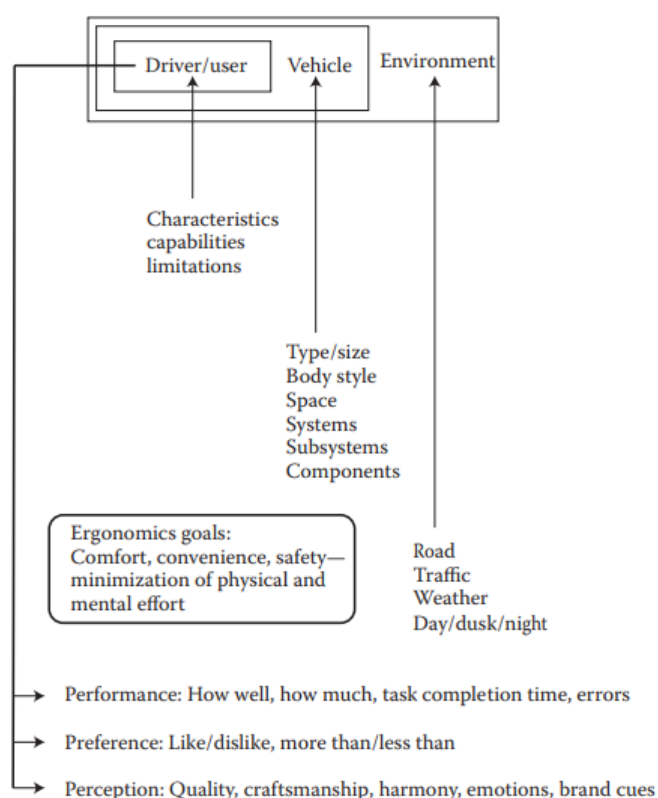 Driver/user
Vehicle
Environment
Characteristics
capabilities
limitations
Type/size
Body style
Space
Systems
Subsystems
Components
Ergonomics goals:
Comfort, convenience, safety—
minimization of physical and
mental effort
Road
Traffic
Weather
Day/dusk/night
Performance: How well, how much, task completion time, errors
Preference: Like/dislike, more than/less than
Perception: Quality, craftsmanship, harmony, emotions, brand cues